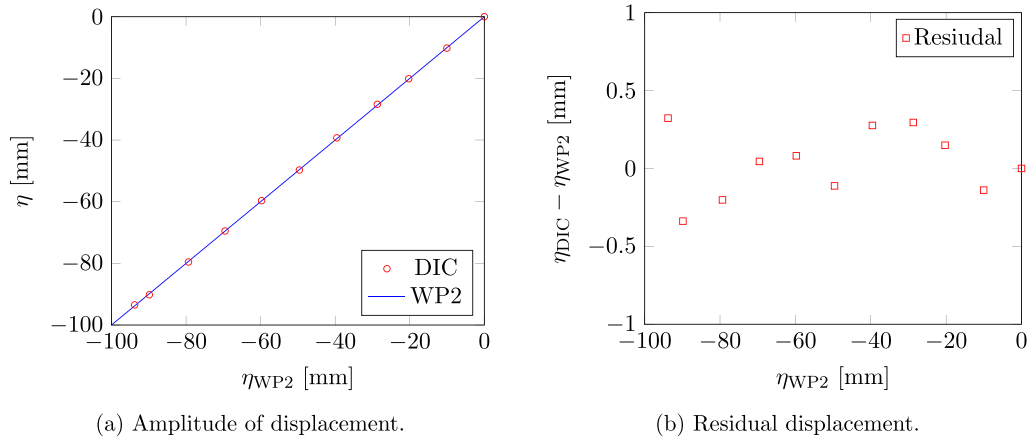 0
−20
−40
−60
−80
−100
η [mm]
DIC
WP2
−100 −80 −60 −40 −20 0
η_WP2 [mm]
(a) Amplitude of displacement.
1
0.5
0
−0.5
−1
η_DIC − η_WP2 [mm]
Resiudal
−100 −80 −60 −40 −20 0
η_WP2 [mm]
(b) Residual displacement.